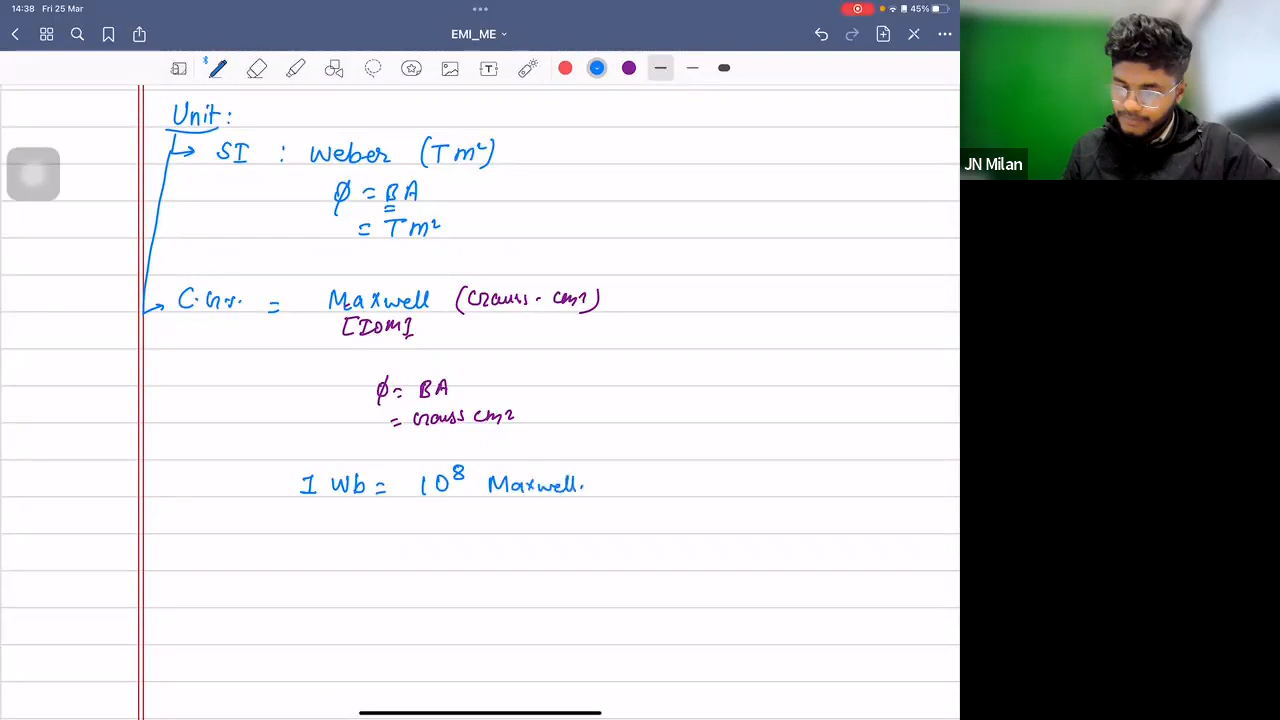 14:38 Fri 25 Mar
45%
EMI_ME
Unit:
SI : Weber (Tm²)
φ = BA
= Tm²
C.G.S. = Maxwell (Gauss - cm²)
φ = BA
= Gauss cm²
1 Wb = 10⁸ Maxwell.
JN Milan